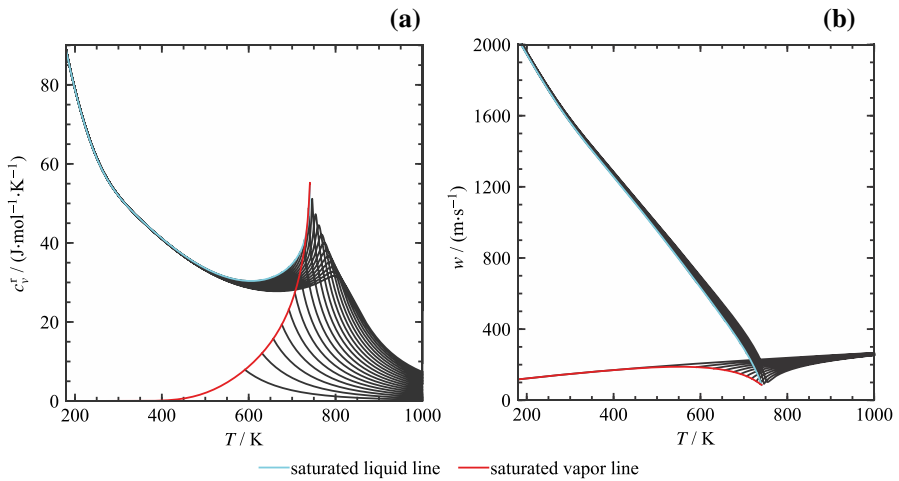 (a)
80
60
40
20
0
200
400
600
800
1000
c_v^r / (J·mol−1·K−1)
T / K
(b)
2000
1600
1200
800
400
0
200
400
600
800
1000
w / (m·s−1)
T / K
saturated liquid line
saturated vapor line